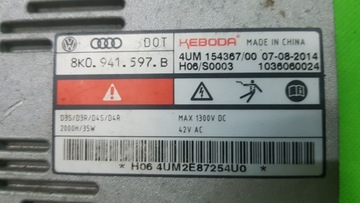 DOT KEBODA MADE IN CHINA
8K0.941.597.B
4UM 154367/00 07-08-2014
H06/S0003 1036060024
D3S/D3R/D4S/D4R
2000H/35W
MAX 1300V DC
42V AC
*H06 4UM2E87254U0 *